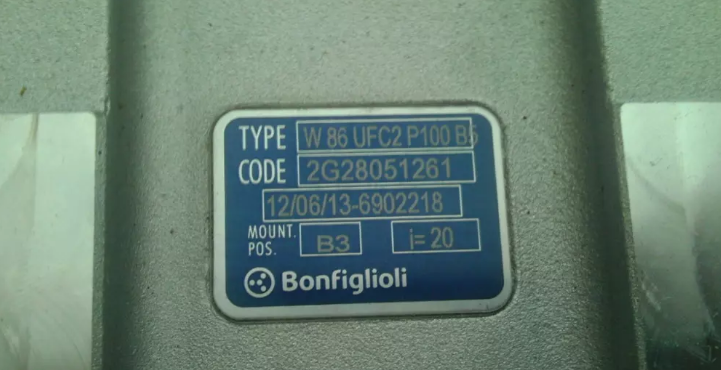 TYPE W 86 UFC2 P100 B5
CODE 2G28051261
12/06/13-6902218
MOUNT. POS. B3 i=20
Bonfiglioli